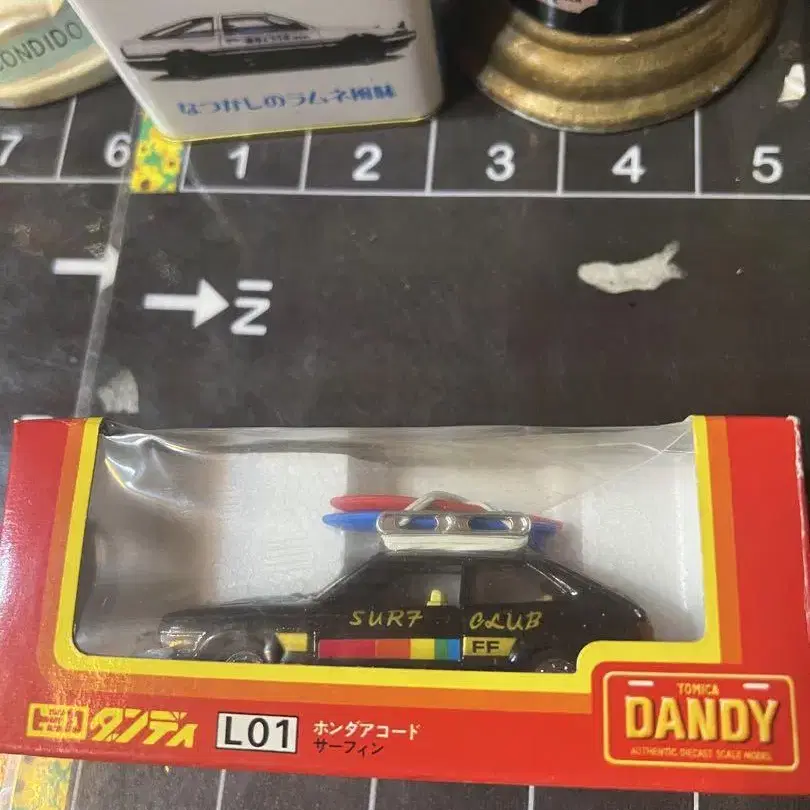 CONDIDO
なつかしのラムネ風味
7 6 1 2 3 4 5
N
SURF CLUB
FF
トミカ ダンディ
L01
ホンダアコード
サーフィン
TOMICA
DANDY
AUTHENTIC DIECAST SCALE MODEL